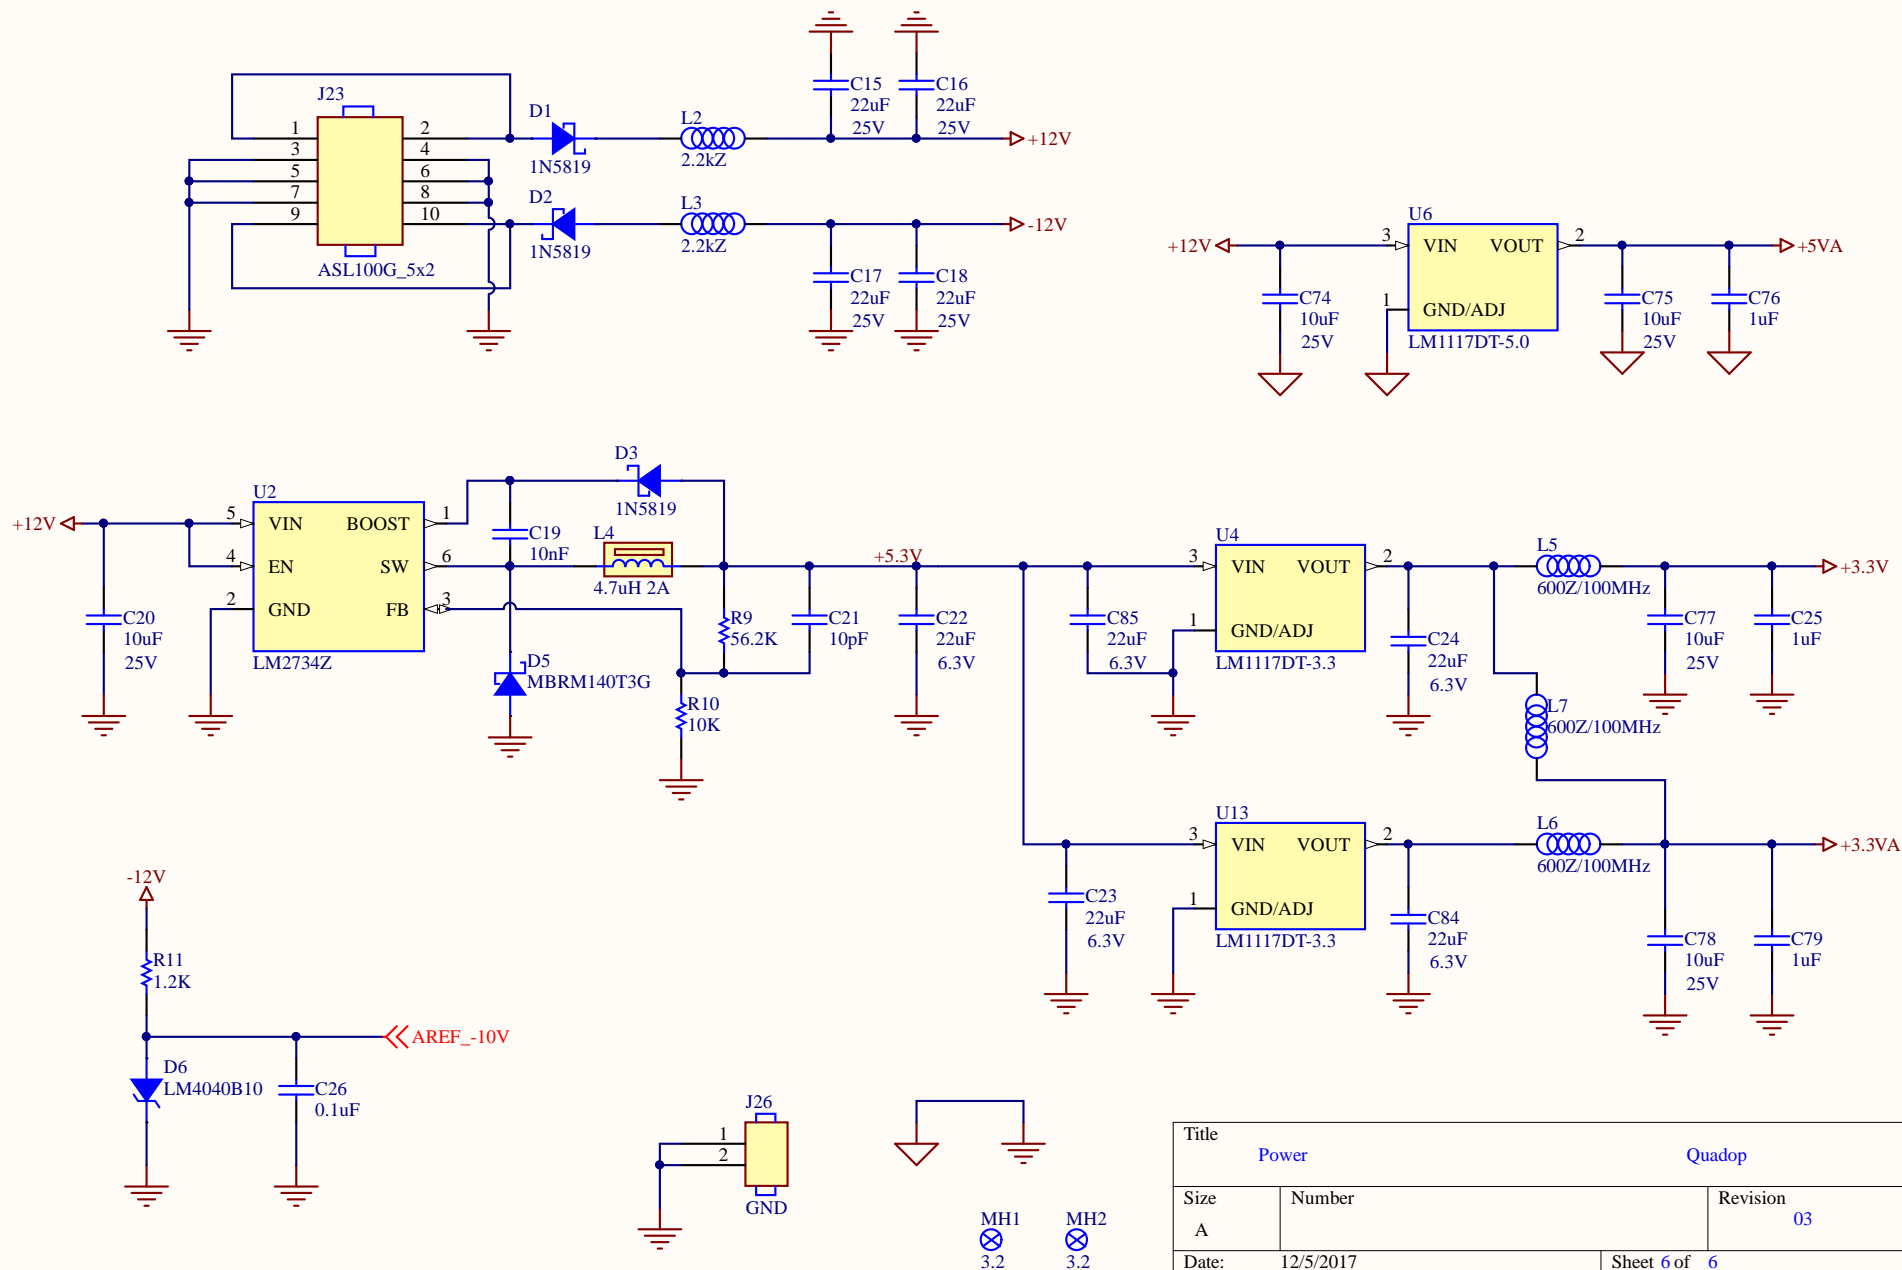 J23
1
3
5
7
9
2
4
6
8
10
ASL100G_5x2
D1
1N5819
D2
1N5819
L2
2.2kZ
L3
2.2kZ
C15
22uF
25V
C16
22uF
25V
+12V
-12V
C17
22uF
25V
C18
22uF
25V
+12V
C74
10uF
25V
U6
3
VIN
VOUT
2
1
GND/ADJ
LM1117DT-5.0
C75
10uF
25V
C76
1uF
+5VA
+12V
C20
10uF
25V
U2
5
VIN
BOOST
1
4
EN
SW
6
2
GND
FB
3
LM2734Z
D3
1N5819
C19
10nF
L4
4.7uH 2A
D5
MBRM140T3G
R9
56.2K
R10
10K
C21
10pF
+5.3V
C22
22uF
6.3V
C85
22uF
6.3V
U4
3
VIN
VOUT
2
1
GND/ADJ
LM1117DT-3.3
C24
22uF
6.3V
L5
600Z/100MHz
C77
10uF
25V
C25
1uF
+3.3V
L7
600Z/100MHz
C23
22uF
6.3V
U13
3
VIN
VOUT
2
1
GND/ADJ
LM1117DT-3.3
C84
22uF
6.3V
L6
600Z/100MHz
C78
10uF
25V
C79
1uF
+3.3VA
-12V
R11
1.2K
AREF_-10V
D6
LM4040B10
C26
0.1uF
J26
1
2
GND
MH1
3.2
MH2
3.2
Title
Power
Quadop
Size
A
Number
Revision
03
Date:
12/5/2017
Sheet 6 of 6